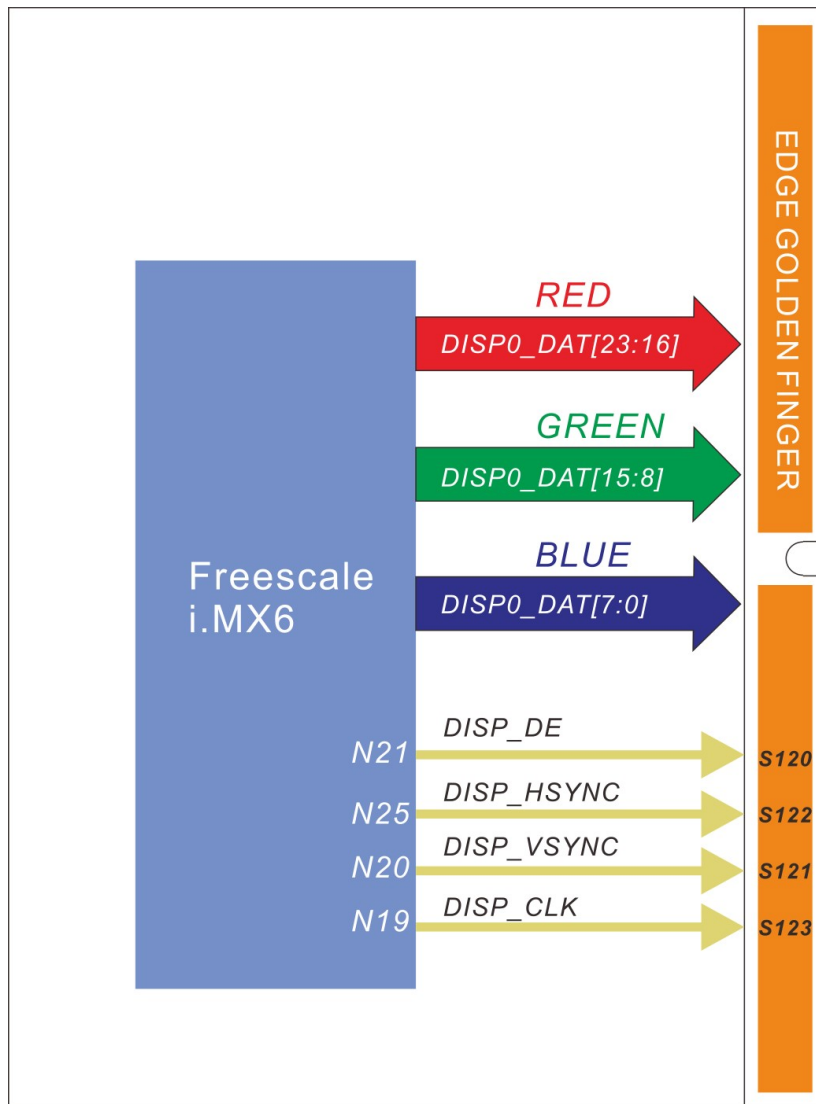 EDGE GOLDEN FINGER
RED
DISP0_DAT[23:16]
GREEN
DISP0_DAT[15:8]
BLUE
DISP0_DAT[7:0]
Freescale
i.MX6
N21
DISP_DE
S120
N25
DISP_HSYNC
S122
N20
DISP_VSYNC
S121
N19
DISP_CLK
S123